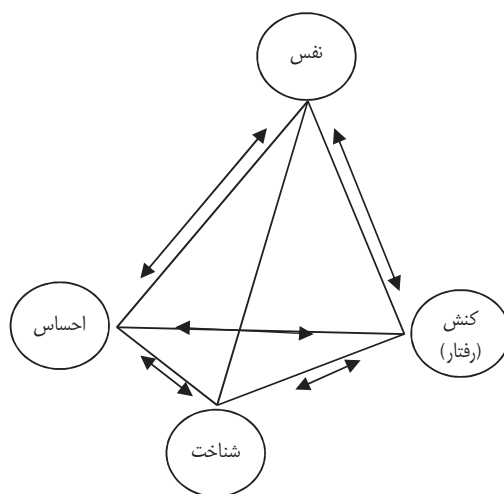 نفس
احساس
کنش
(رفتار)
شناخت